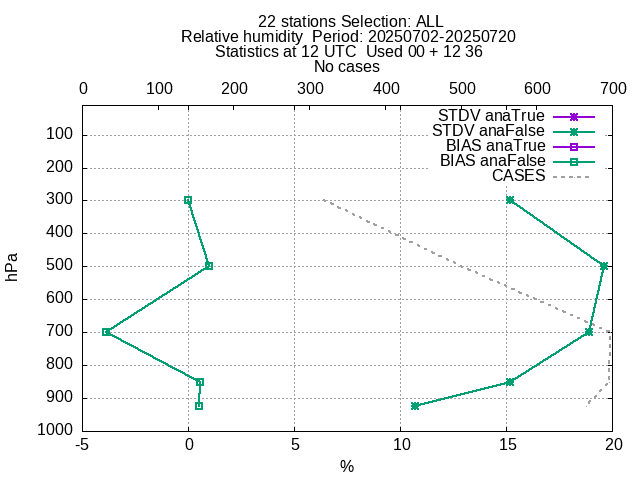 22 stations Selection: ALL
Relative humidity  Period: 20250702-20250720
Statistics at 12 UTC  Used 00 + 12 36
No cases
0 100 200 300 400 500 600 700
STDV anaTrue
STDV anaFalse
BIAS anaTrue
BIAS anaFalse
CASES
100
200
300
400
500
600
700
800
900
1000
hPa
-5 0 5 10 15 20
%